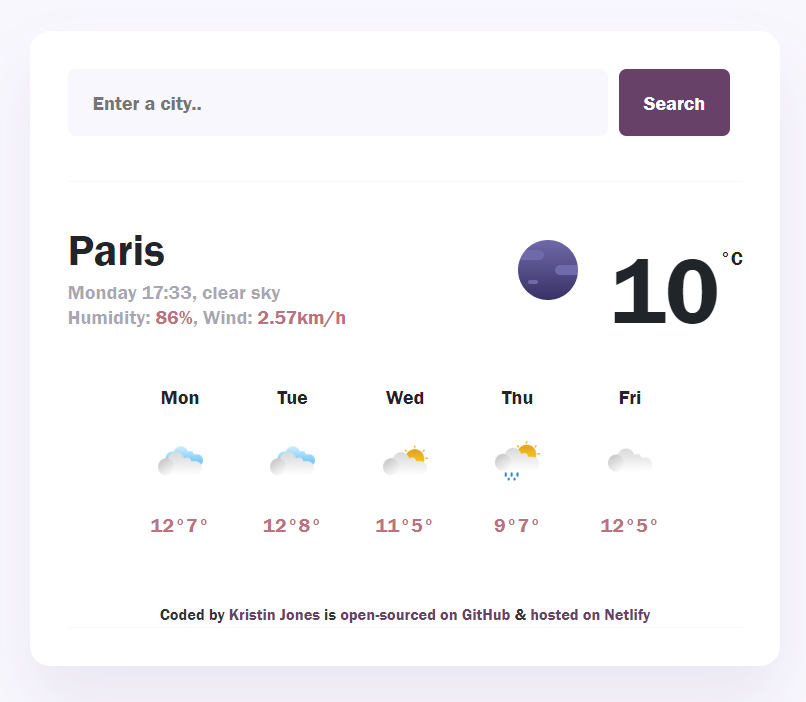 Enter a city..
Search
Paris
°C
10
Monday 17:33, clear sky
Humidity: 86%, Wind: 2.57km/h
Mon Tue Wed Thu Fri
12°7° 12°8° 11°5° 9°7° 12°5°
Coded by Kristin Jones is open-sourced on GitHub & hosted on Netlify